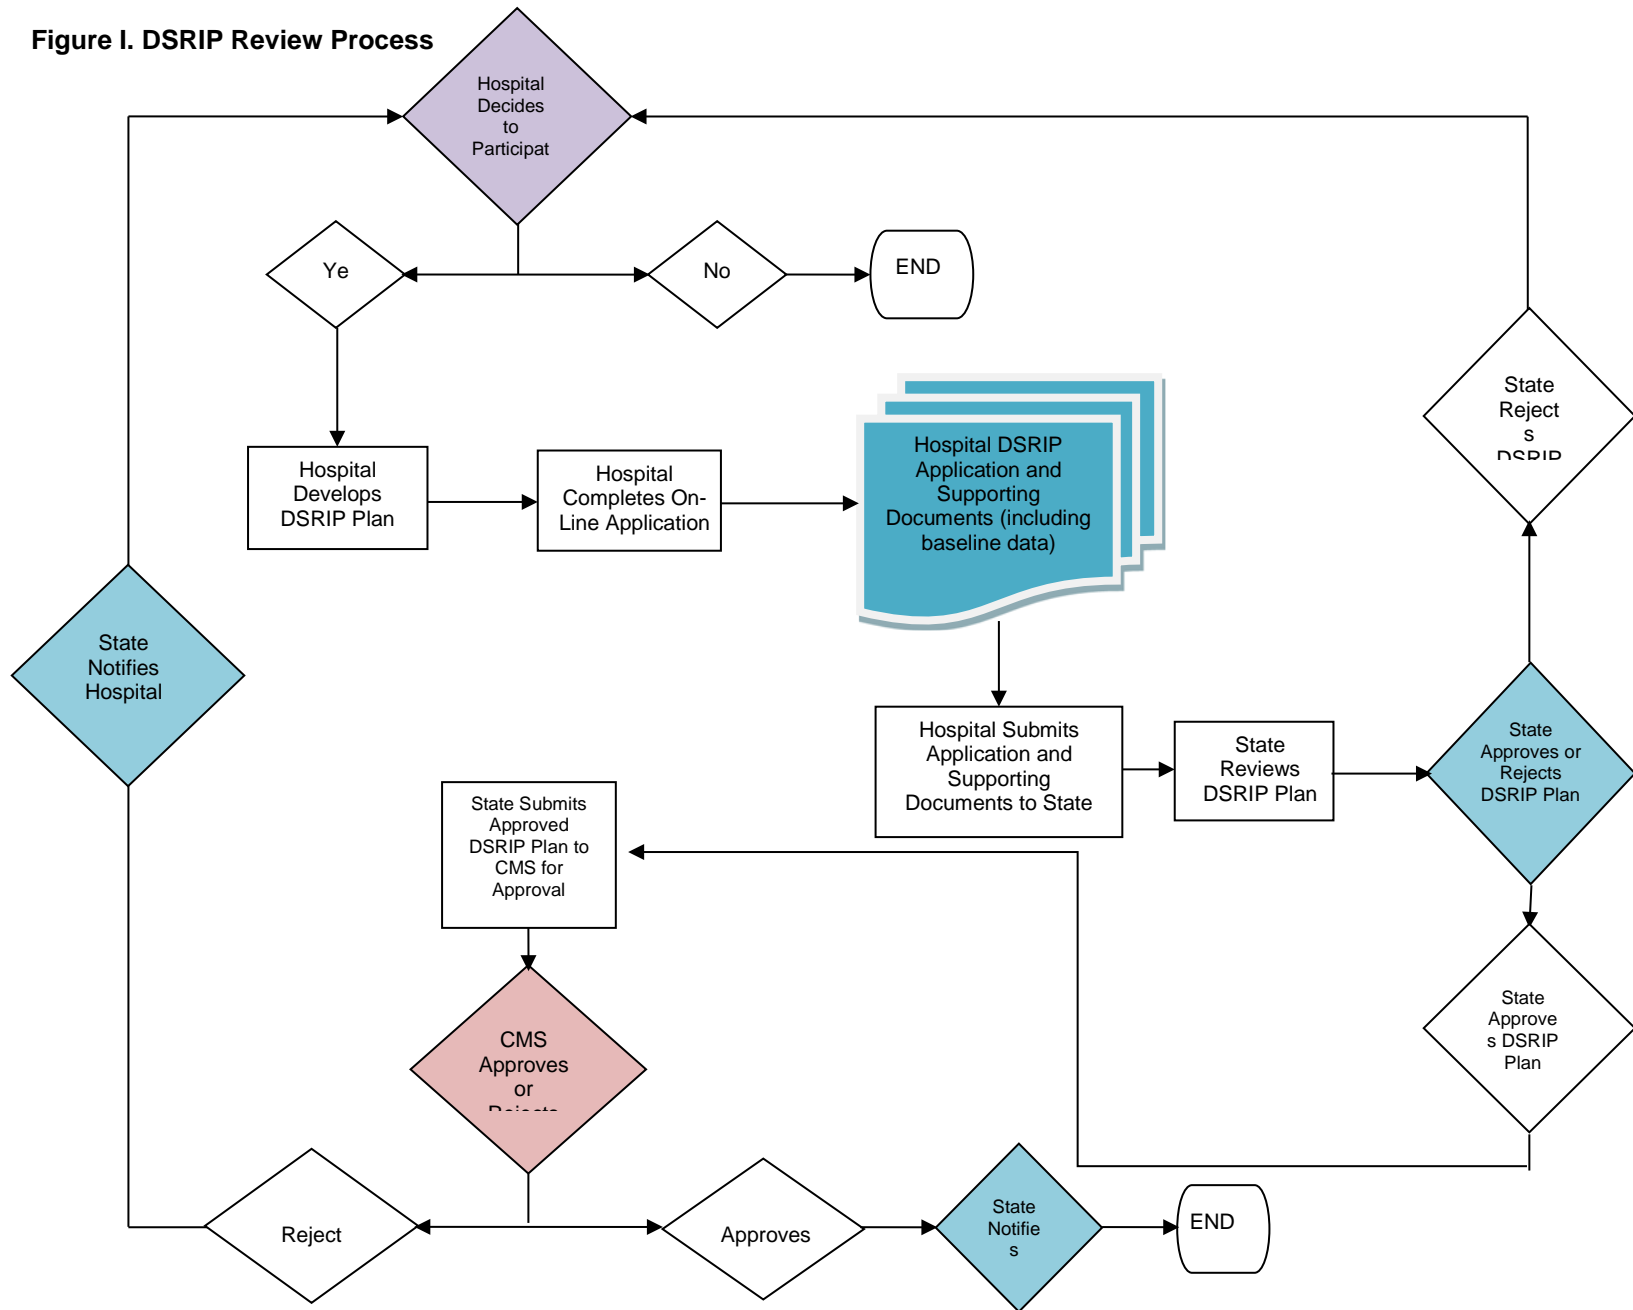 Figure I. DSRIP Review Process
Hospital
Decides
to
Participat
Ye
No
END
Hospital
Develops
DSRIP Plan
Hospital
Completes On-
Line Application
Hospital DSRIP
Application and
Supporting
Documents (including
baseline data)
State
Reject
s
DSRIP
State
Notifies
Hospital
Hospital Submits
Application and
Supporting
Documents to State
State
Reviews
DSRIP Plan
State
Approves or
Rejects
DSRIP Plan
State Submits
Approved
DSRIP Plan to
CMS for
Approval
State
Approve
s DSRIP
Plan
CMS
Approves
or
Rejects
Reject
Approves
State
Notifie
s
END